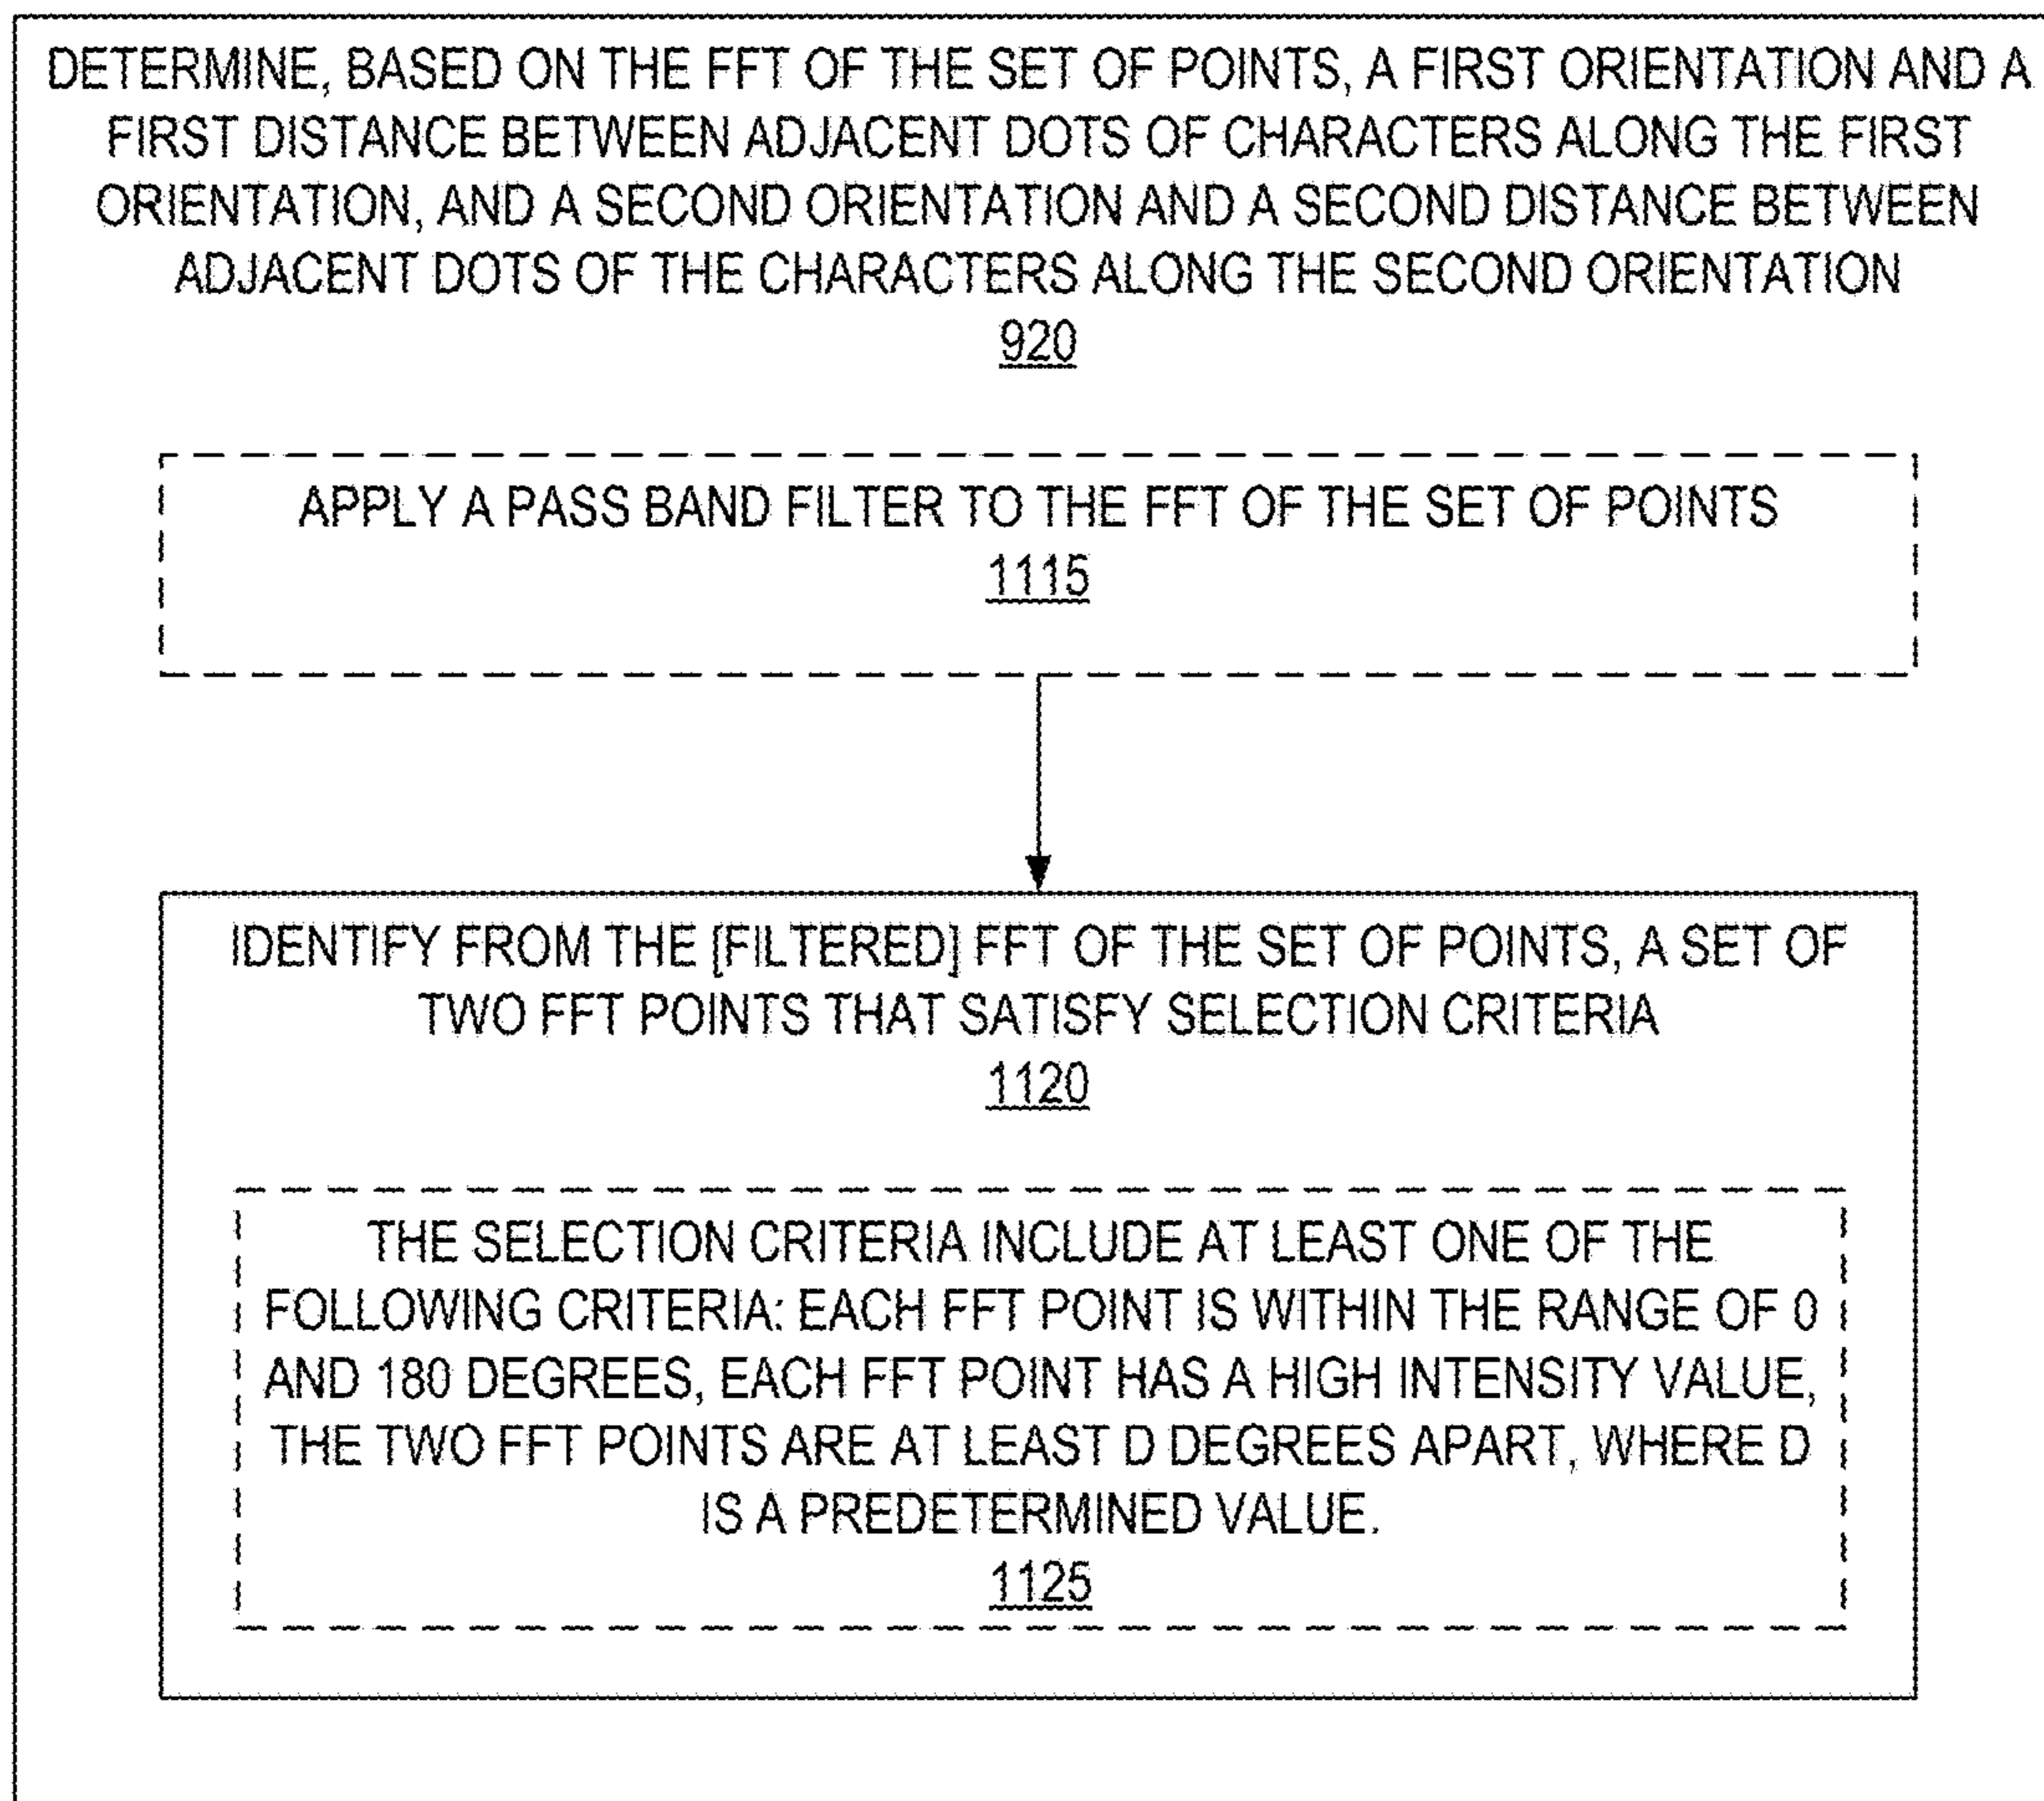 DETERMINE, BASED ON THE FFT OF THE SET OF POINTS, A FIRST ORIENTATION AND A
FIRST DISTANCE BETWEEN ADJACENT DOTS OF CHARACTERS ALONG THE FIRST
ORIENTATION, AND A SECOND ORIENTATION AND A SECOND DISTANCE BETWEEN
ADJACENT DOTS OF THE CHARACTERS ALONG THE SECOND ORIENTATION
920
APPLY A PASS BAND FILTER TO THE FFT OF THE SET OF POINTS
1115
IDENTIFY FROM THE [FILTERED] FFT OF THE SET OF POINTS, A SET OF
TWO FFT POINTS THAT SATISFY SELECTION CRITERIA
1120
THE SELECTION CRITERIA INCLUDE AT LEAST ONE OF THE
FOLLOWING CRITERIA: EACH FFT POINT IS WITHIN THE RANGE OF 0
AND 180 DEGREES, EACH FFT POINT HAS A HIGH INTENSITY VALUE,
THE TWO FFT POINTS ARE AT LEAST D DEGREES APART, WHERE D
IS A PREDETERMINED VALUE.
1125